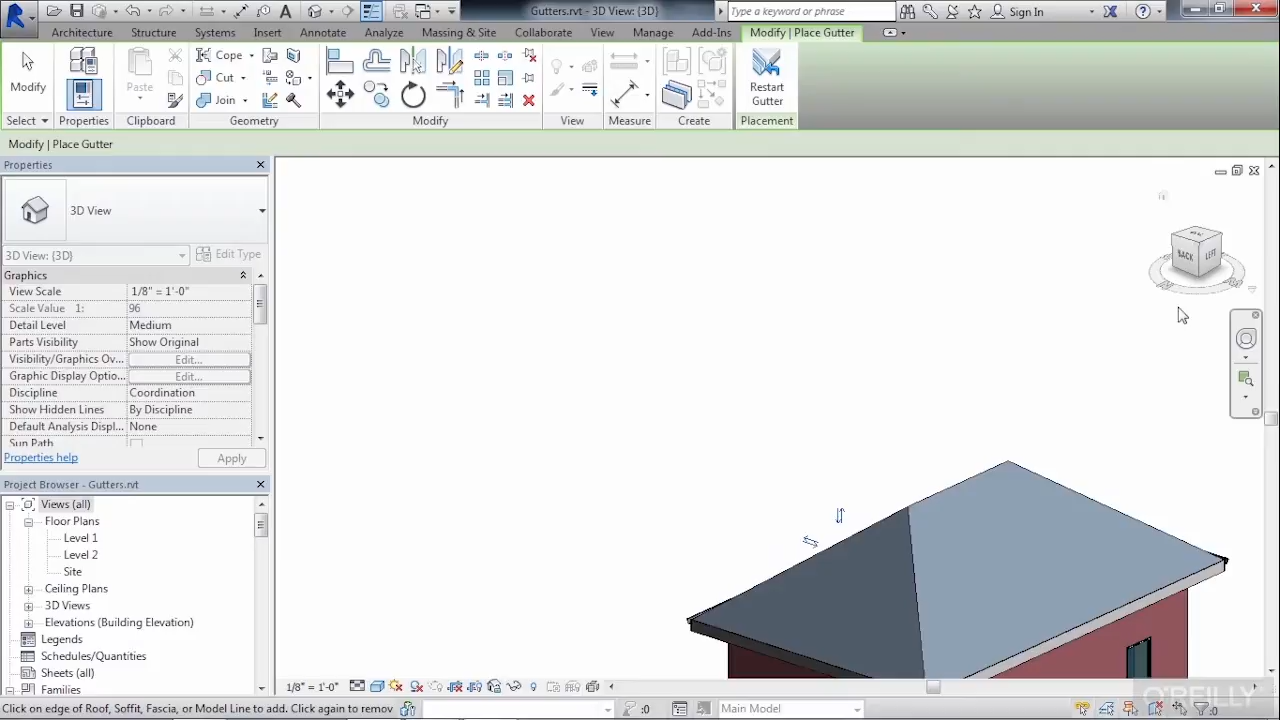 Gutters.rvt - 3D View: {3D}
Type a keyword or phrase
Sign In
Architecture Structure Systems Insert Annotate Analyze Massing & Site Collaborate View Manage Add-Ins Modify | Place Gutter
Modify
Paste
Cope
Cut
Join
Restart
Gutter
Select Properties Clipboard Geometry Modify View Measure Create Placement
Modify | Place Gutter
Properties
3D View
3D View: {3D}
Edit Type
Graphics
View Scale 1/8" = 1'-0"
Scale Value 1: 96
Detail Level Medium
Parts Visibility Show Original
Visibility/Graphics Ov... Edit...
Graphic Display Optio... Edit...
Discipline Coordination
Show Hidden Lines By Discipline
Default Analysis Displ... None
Sun Path
Properties help
Apply
Project Browser - Gutters.rvt
Views (all)
Floor Plans
Level 1
Level 2
Site
Ceiling Plans
3D Views
Elevations (Building Elevation)
Legends
Schedules/Quantities
Sheets (all)
Families
BACK LEFT
1/8" = 1'-0"
Click on edge of Roof, Soffit, Fascia, or Model Line to add. Click again to remove
:0
Main Model
:0
O'REILLY